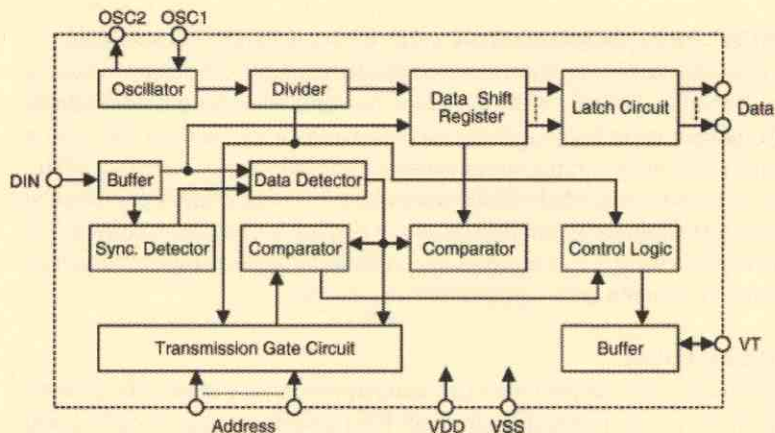 OSC2 OSC1
Oscillator
Divider
Data Shift
Register
Latch Circuit
Data
DIN
Buffer
Data Detector
Sync. Detector
Comparator
Comparator
Control Logic
Transmission Gate Circuit
Buffer
VT
Address
VDD
VSS